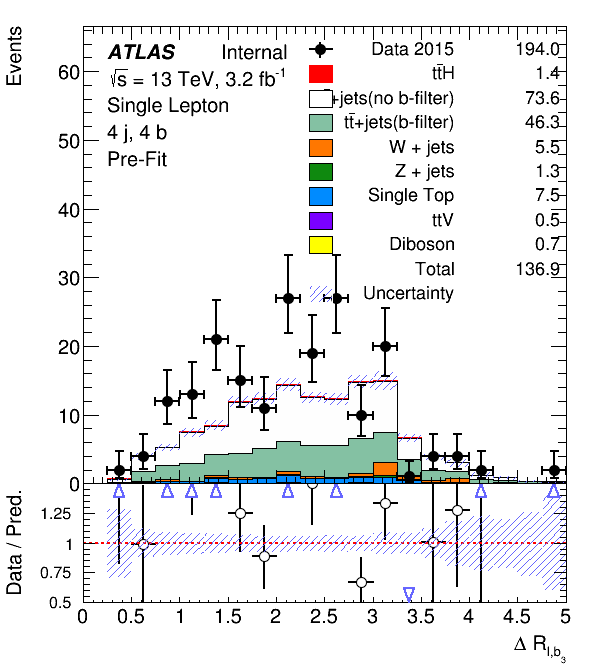 Events
ATLAS Internal
√s = 13 TeV, 3.2 fb⁻¹
Single Lepton
4 j, 4 b
Pre-Fit
Data 2015 194.0
tt̄H 1.4
+jets(no b-filter) 73.6
tt̄+jets(b-filter) 46.3
W + jets 5.5
Z + jets 1.3
Single Top 7.5
ttV 0.5
Diboson 0.7
Total 136.9
Uncertainty
60
50
40
30
20
10
0
Data / Pred.
1.25
1
0.75
0.5
0 0.5 1 1.5 2 2.5 3 3.5 4 4.5 5
Δ R_{l,b_3}